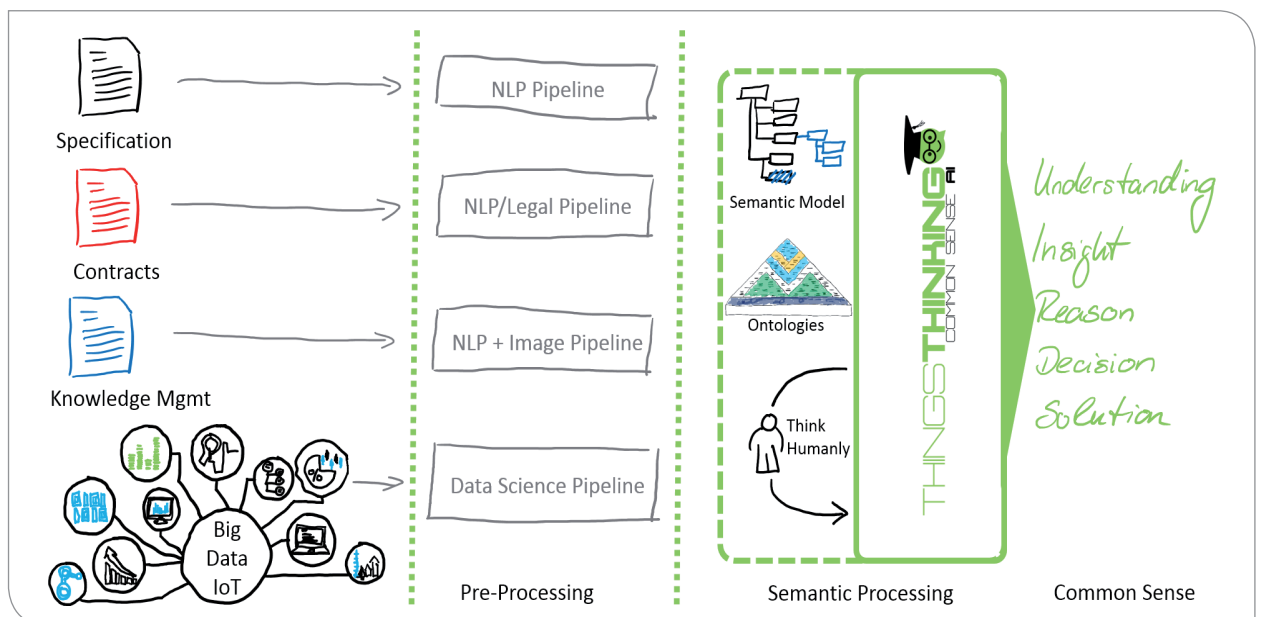 Specification
NLP Pipeline
Contracts
NLP/Legal Pipeline
Knowledge Mgmt
NLP + Image Pipeline
Big
Data
IoT
Data Science Pipeline
Pre-Processing
Semantic Model
Ontologies
Think
Humanly
THINGSTHINKING
COMMON SENSE AI
Semantic Processing
Understanding
Insight
Reason
Decision
Solution
Common Sense